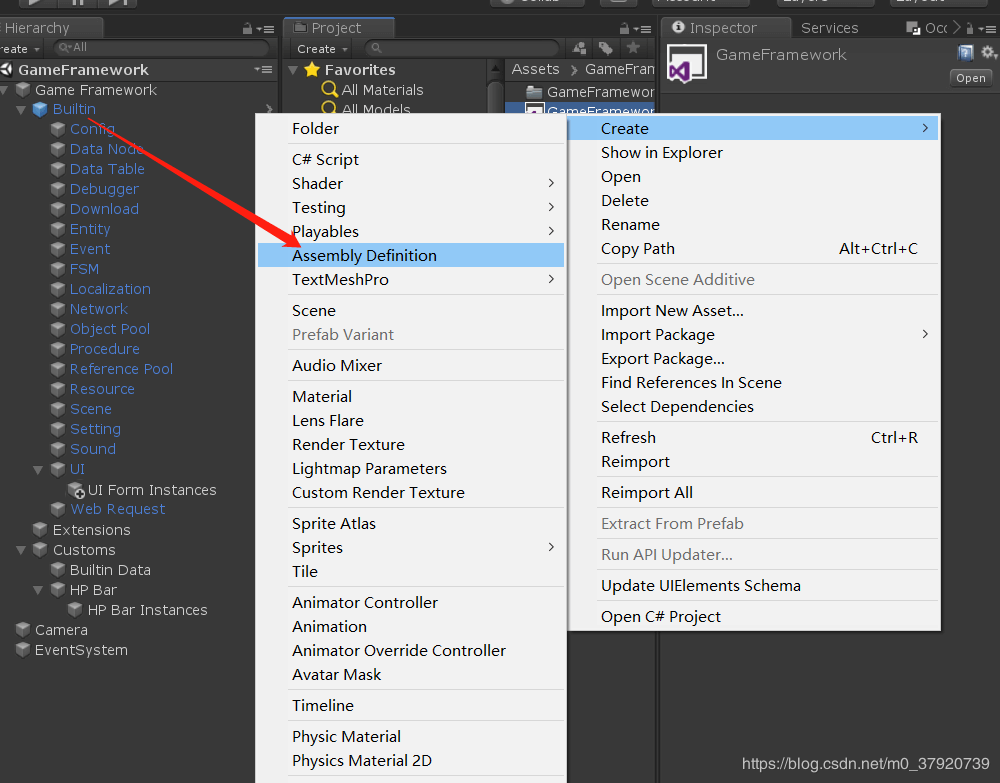 Hierarchy
reate
All
GameFramework
Game Framework
Builtin
Config
Data Node
Data Table
Debugger
Download
Entity
Event
FSM
Localization
Network
Object Pool
Procedure
Reference Pool
Resource
Scene
Setting
Sound
UI
UI Form Instances
Web Request
Extensions
Customs
Builtin Data
HP Bar
HP Bar Instances
Camera
EventSystem
Project
Create
Favorites
All Materials
All Models
Assets > GameFram
GameFramewor
GameFramewor
Inspector
Services
Occ
GameFramework
Open
Folder
C# Script
Shader
Testing
Playables
Assembly Definition
TextMeshPro
Scene
Prefab Variant
Audio Mixer
Material
Lens Flare
Render Texture
Lightmap Parameters
Custom Render Texture
Sprite Atlas
Sprites
Tile
Animator Controller
Animation
Animator Override Controller
Avatar Mask
Timeline
Physic Material
Physics Material 2D
Create
Show in Explorer
Open
Delete
Rename
Copy Path Alt+Ctrl+C
Open Scene Additive
Import New Asset...
Import Package
Export Package...
Find References In Scene
Select Dependencies
Refresh Ctrl+R
Reimport
Reimport All
Extract From Prefab
Run API Updater...
Update UIElements Schema
Open C# Project
https://blog.csdn.net/m0_37920739